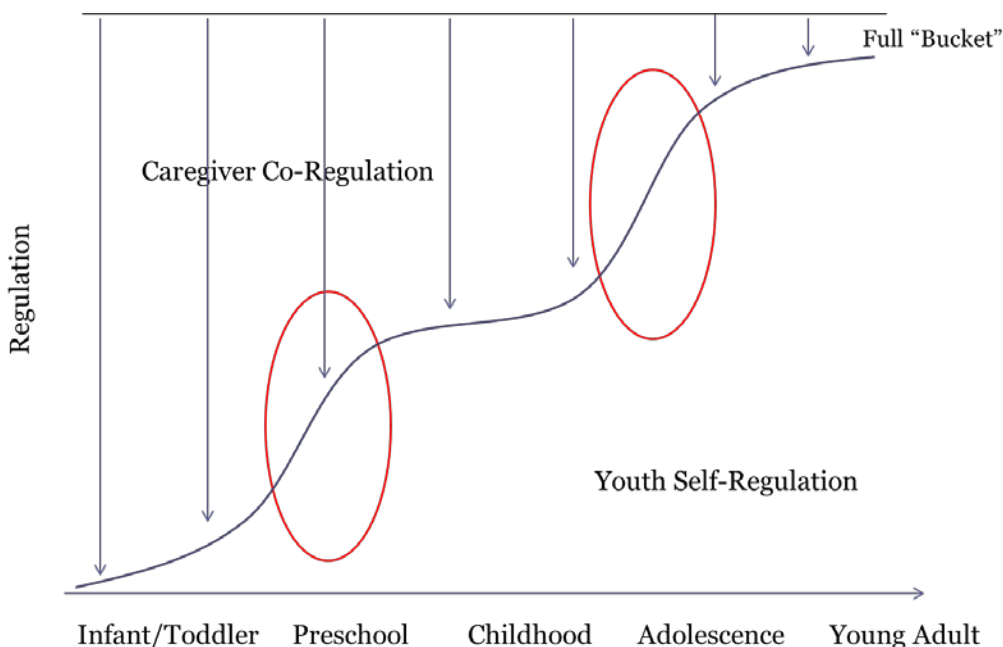 Full “Bucket”
Caregiver Co-Regulation
Regulation
Youth Self-Regulation
Infant/Toddler Preschool Childhood Adolescence Young Adult